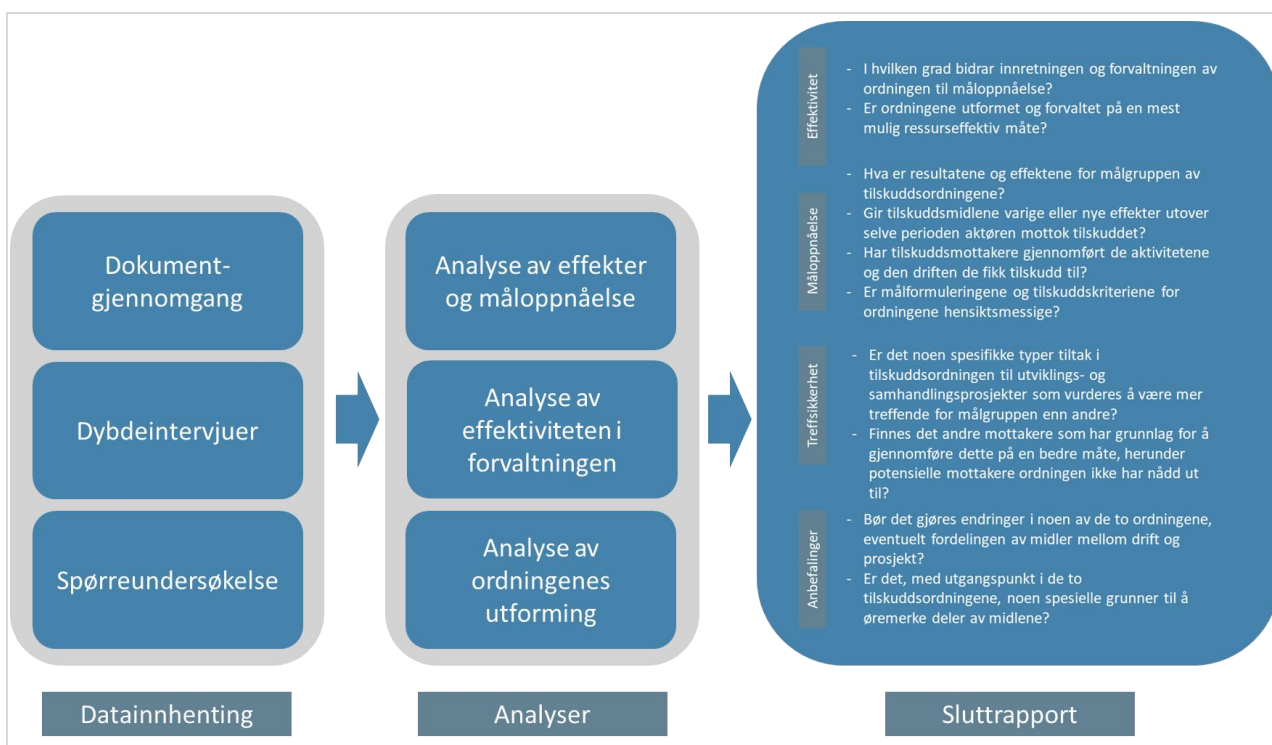 Dokument-
gjennomgang
Dybdeintervjuer
Spørreundersøkelse
Datainnhenting
Analyse av effekter
og måloppnåelse
Analyse av
effektiviteten i
forvaltningen
Analyse av
ordningenes
utforming
Analyser
Effektivitet
- I hvilken grad bidrar innretningen og forvaltningen av
ordningen til måloppnåelse?
- Er ordningene utformet og forvaltet på en mest
mulig ressurseffektiv måte?
Måloppnåelse
- Hva er resultatene og effektene for målgruppen av
tilskuddsordningene?
- Gir tilskuddsmidlene varige eller nye effekter utover
selve perioden aktøren mottok tilskuddet?
- Har tilskuddsmottakere gjennomført de aktivitetene
og den driften de fikk tilskudd til?
- Er målformuleringene og tilskuddskriteriene for
ordningene hensiktsmessige?
Treffsikkerhet
- Er det noen spesifikke typer tiltak i
tilskuddsordningen til utviklings- og
samhandlingsprosjekter som vurderes å være mer
treffende for målgruppen enn andre?
- Finnes det andre mottakere som har grunnlag for å
gjennomføre dette på en bedre måte, herunder
potensielle mottakere ordningen ikke har nådd ut
til?
Anbefalinger
- Bør det gjøres endringer i noen av de to ordningene,
eventuelt fordelingen av midler mellom drift og
prosjekt?
- Er det, med utgangspunkt i de to
tilskuddsordningene, noen spesielle grunner til å
øremerke deler av midlene?
Sluttrapport